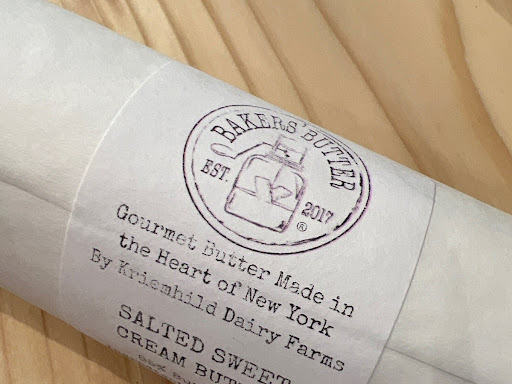 BAKERS' BUTTER
EST. 2017
®
Gourmet Butter Made in
the Heart of New York
By Kriemhild Dairy Farms
SALTED SWEET
CREAM BUT